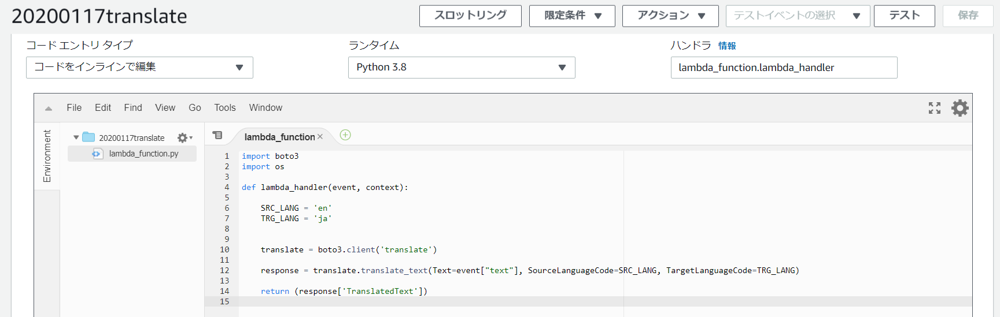 20200117translate
スロットリング 限定条件 アクション テストイベントの選択 テスト 保存
コード エントリ タイプ ランタイム ハンドラ 情報
コードをインラインで編集 Python 3.8 lambda_function.lambda_handler
File Edit Find View Go Tools Window
Environment
20200117translate
lambda_function.py
lambda_function
1 import boto3
2 import os
3
4 def lambda_handler(event, context):
5
6 SRC_LANG = 'en'
7 TRG_LANG = 'ja'
8
9
10 translate = boto3.client('translate')
11
12 response = translate.translate_text(Text=event["text"], SourceLanguageCode=SRC_LANG, TargetLanguageCode=TRG_LANG)
13
14 return (response['TranslatedText'])
15